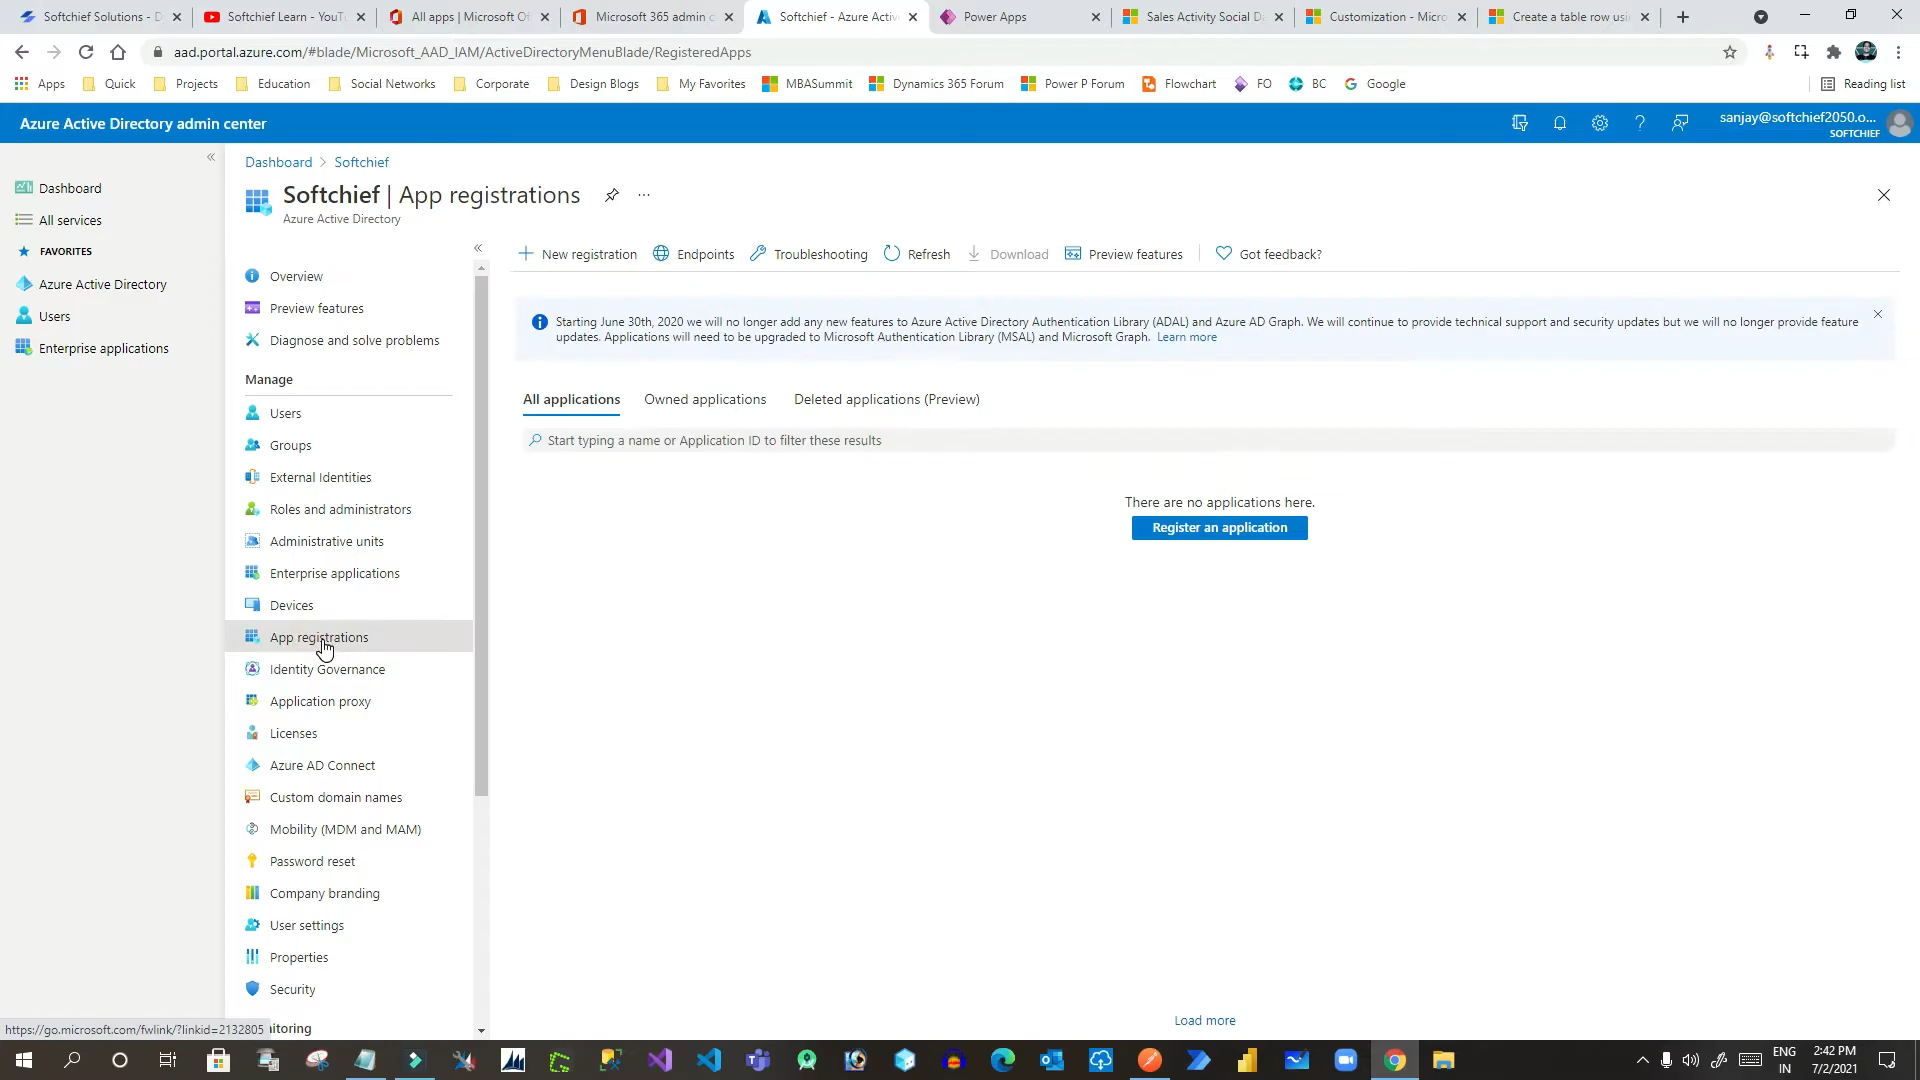 Softchief Solutions - D
Softchief Learn - YouT
All apps | Microsoft Of
Microsoft 365 admin c
Softchief - Azure Activ
Power Apps
Sales Activity Social Da
Customization - Micro
Create a table row usi
aad.portal.azure.com/#blade/Microsoft_AAD_IAM/ActiveDirectoryMenuBlade/RegisteredApps
Apps
Quick
Projects
Education
Social Networks
Corporate
Design Blogs
My Favorites
MBASummit
Dynamics 365 Forum
Power P Forum
Flowchart
FO
BC
Google
Reading list
Azure Active Directory admin center
sanjay@softchief2050.o...
SOFTCHIEF
Dashboard
All services
FAVORITES
Azure Active Directory
Users
Enterprise applications
Dashboard > Softchief
Softchief | App registrations
Azure Active Directory
Overview
Preview features
Diagnose and solve problems
Manage
Users
Groups
External Identities
Roles and administrators
Administrative units
Enterprise applications
Devices
App registrations
Identity Governance
Application proxy
Licenses
Azure AD Connect
Custom domain names
Mobility (MDM and MAM)
Password reset
Company branding
User settings
Properties
Security
itoring
New registration
Endpoints
Troubleshooting
Refresh
Download
Preview features
Got feedback?
Starting June 30th, 2020 we will no longer add any new features to Azure Active Directory Authentication Library (ADAL) and Azure AD Graph. We will continue to provide technical support and security updates but we will no longer provide feature
updates. Applications will need to be upgraded to Microsoft Authentication Library (MSAL) and Microsoft Graph. Learn more
All applications
Owned applications
Deleted applications (Preview)
Start typing a name or Application ID to filter these results
There are no applications here.
Register an application
Load more
https://go.microsoft.com/fwlink/?linkid=2132805
ENG
IN
2:42 PM
7/2/2021